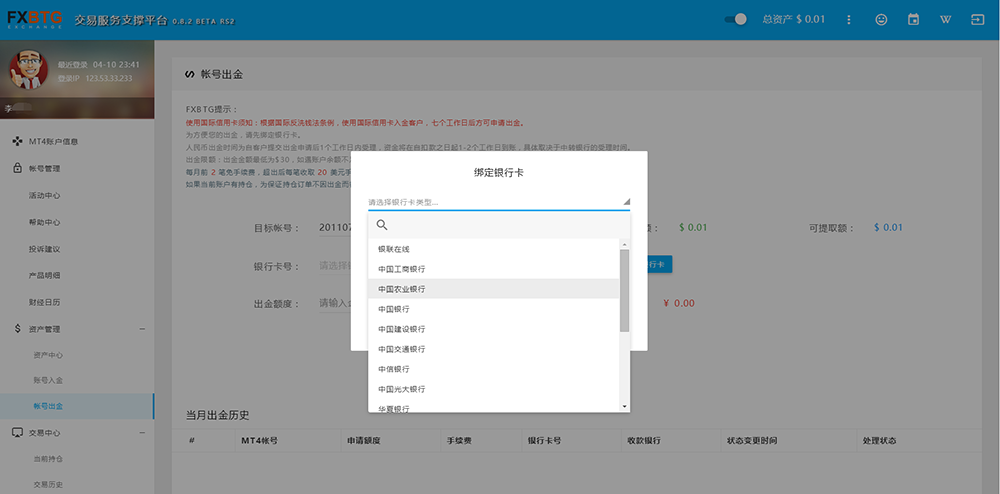 FXBTG
EXCHANGE
交易服务支撑平台 0.8.2 BETA RS2
总资产 $ 0.01
最近登录 04-10 23:41
登录IP 123.53.33.233
李
MT4账户信息
帐号管理
活动中心
帮助中心
投诉建议
产品明细
财经日历
资产管理
资产中心
账号入金
帐号出金
交易中心
当前持仓
交易历史
帐号出金
FXBTG提示：
使用国际信用卡须知：根据国际反洗钱法条例，使用国际信用卡入金客户，七个工作日后方可申请出金。
为方便您的出金，请先绑定银行卡。
人民币出金时间为自客户提交出金申请后1个工作日内受理，资金将在自扣款之日起1-2个工作日到账，具体取决于中转银行的受理时间。
出金限额：出金金额最低为$30，如遇账户余额不
每月前 2 笔免手续费，超出后每笔收取 20 美元手
如果当前账户有持仓，为保证持仓订单不因出金而
目标帐号： 201107
额： $ 0.01
可提取额： $ 0.01
银行卡号： 请选择
行卡
出金额度： 请输入
¥ 0.00
绑定银行卡
请选择银行卡类型...
银联在线
中国工商银行
中国农业银行
中国银行
中国建设银行
中国交通银行
中信银行
中国光大银行
华夏银行
当月出金历史
# MT4帐号 申请额度 手续费 银行卡号 收款银行 状态变更时间 处理状态